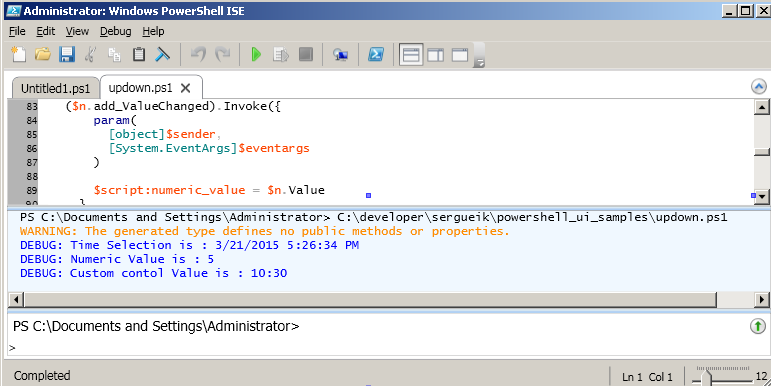 Administrator: Windows PowerShell ISE
File Edit View Debug Help
Untitled1.ps1 updown.ps1
83 ($n.add_ValueChanged).Invoke({
84 param(
85 [object]$sender,
86 [System.EventArgs]$eventargs
87 )
88
89 $script:numeric_value = $n.Value
90 }
PS C:\Documents and Settings\Administrator> C:\developer\sergueik\powershell_ui_samples\updown.ps1
WARNING: The generated type defines no public methods or properties.
DEBUG: Time Selection is : 3/21/2015 5:26:34 PM
DEBUG: Numeric Value is : 5
DEBUG: Custom contol Value is : 10:30
PS C:\Documents and Settings\Administrator>
>
Completed Ln 1 Col 1 12